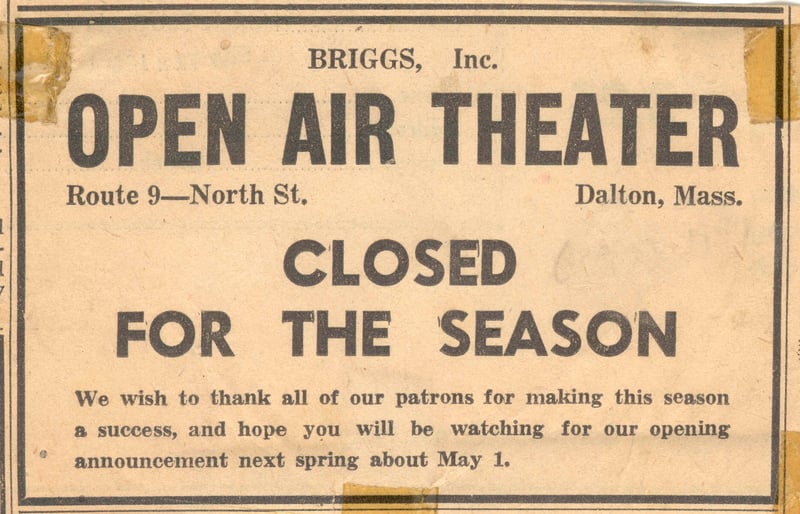 BRIGGS, Inc.
OPEN AIR THEATER
Route 9—North St. Dalton, Mass.
CLOSED
FOR THE SEASON
We wish to thank all of our patrons for making this season
a success, and hope you will be watching for our opening
announcement next spring about May 1.